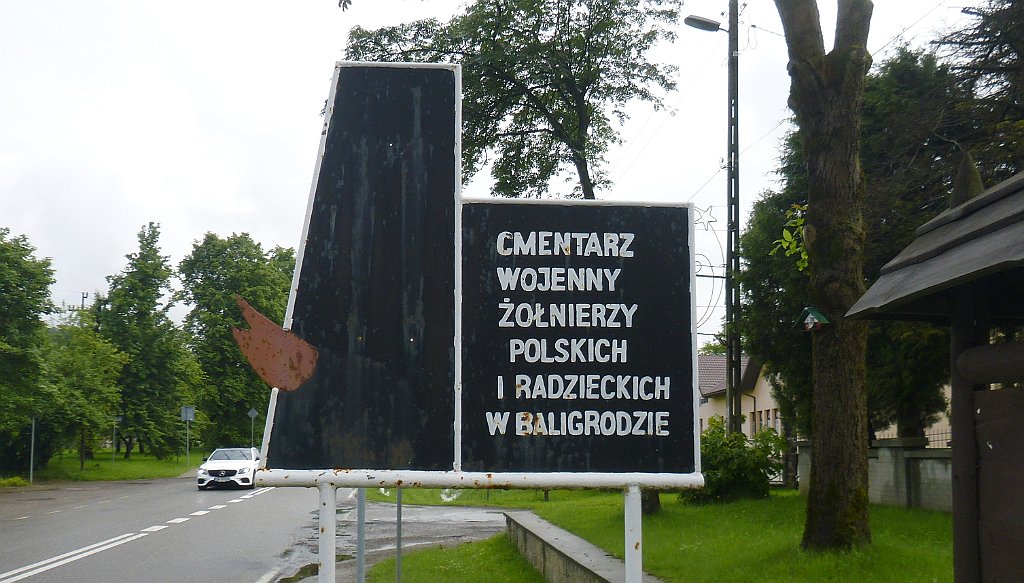 CMENTARZ
WOJENNY
ŻOŁNIERZY
POLSKICH
I RADZIECKICH
W BALIGRODZIE